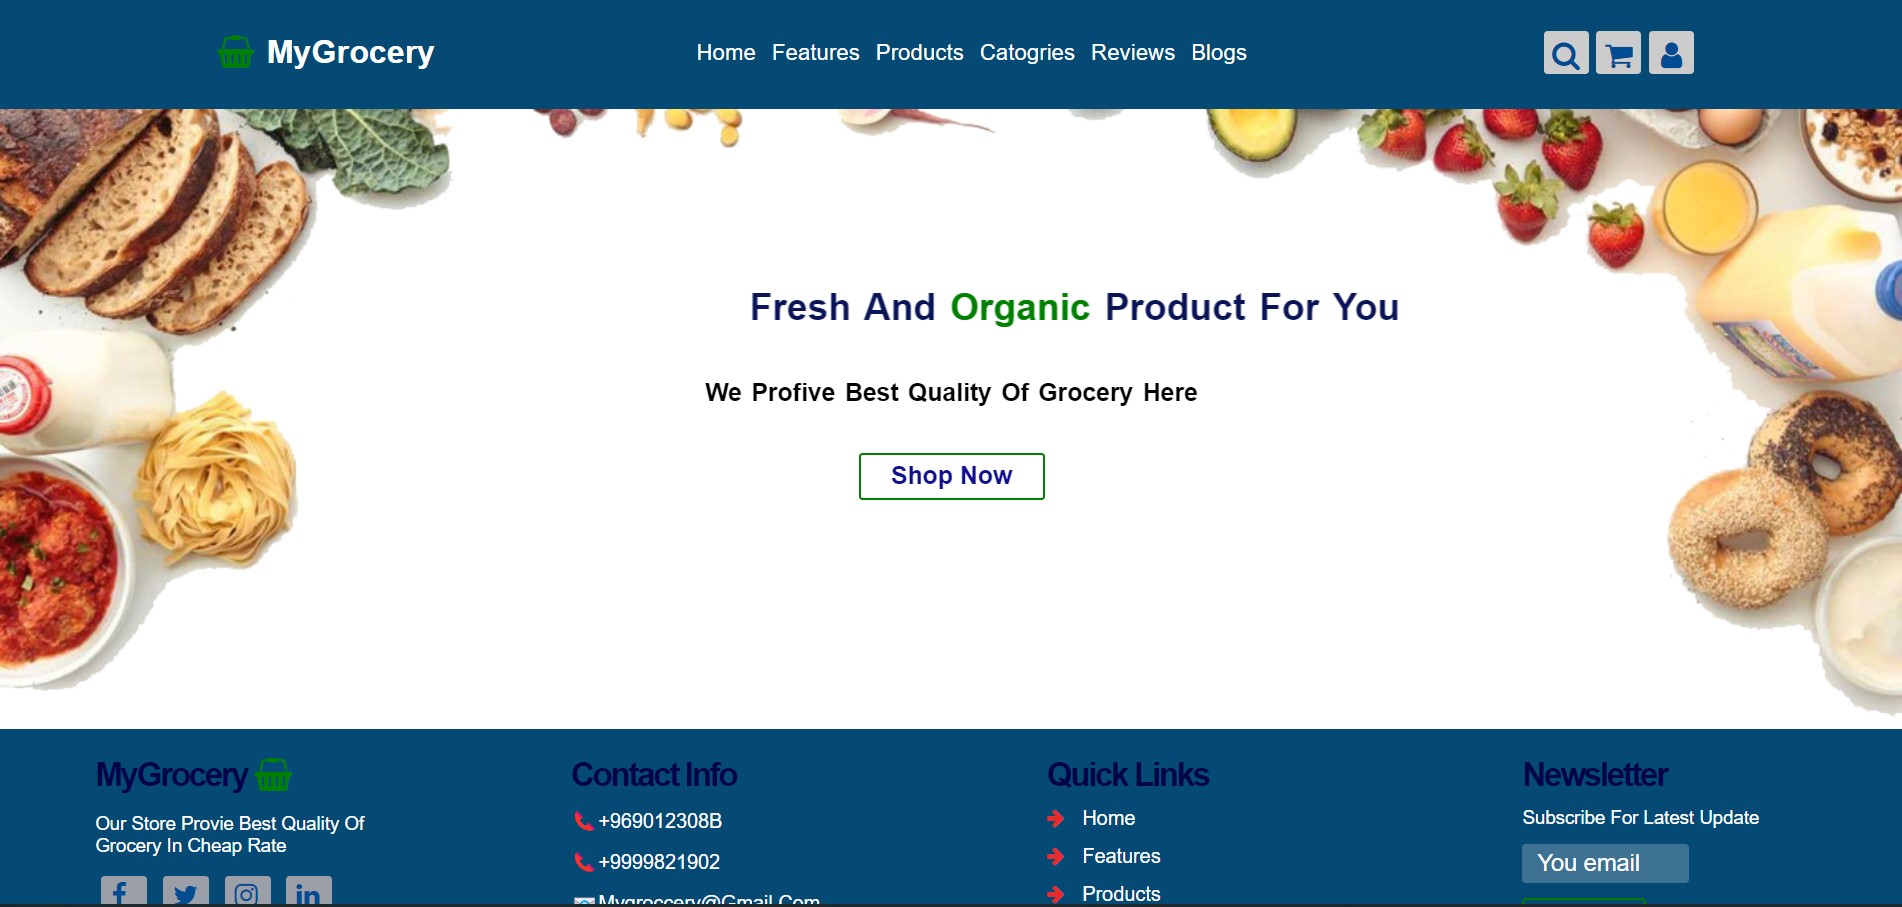 MyGrocery
Home Features Products Catogries Reviews Blogs
Fresh And Organic Product For You
We Profive Best Quality Of Grocery Here
Shop Now
MyGrocery
Our Store Provie Best Quality Of
Grocery In Cheap Rate
Contact Info
+969012308B
+9999821902
Mygroccery@Gmail.Com
Quick Links
Home
Features
Products
Newsletter
Subscribe For Latest Update
You email